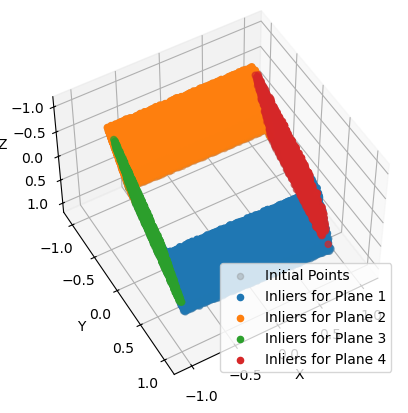 −1.0
−0.5
Z
0.0
0.5
1.0
−1.0
−0.5
0.0
Y
0.5
1.0
−1.0
−0.5
X
Initial Points
Inliers for Plane 1
Inliers for Plane 2
Inliers for Plane 3
Inliers for Plane 4